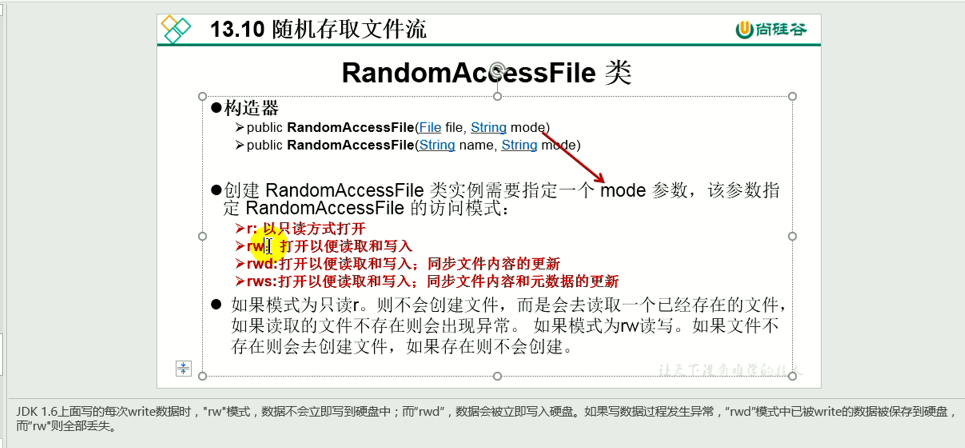 13.10 随机存取文件流
尚硅谷
RandomAccessFile 类
●构造器
➢public RandomAccessFile(File file, String mode)
➢public RandomAccessFile(String name, String mode)
●创建 RandomAccessFile 类实例需要指定一个 mode 参数，该参数指
定 RandomAccessFile 的访问模式：
➢r: 以只读方式打开
➢rw: 打开以便读取和写入
➢rwd:打开以便读取和写入；同步文件内容的更新
➢rws:打开以便读取和写入；同步文件内容和元数据的更新
● 如果模式为只读r。则不会创建文件，而是会去读取一个已经存在的文件，
如果读取的文件不存在则会出现异常。 如果模式为rw读写。如果文件不
存在则会去创建文件，如果存在则不会创建。
让天下没有难学的技术
JDK 1.6上面写的每次write数据时，"rw"模式，数据不会立即写到硬盘中；而"rwd"，数据会被立即写入硬盘。如果写数据过程发生异常，"rwd"模式中已被write的数据被保存到硬盘，
而"rw"则全部丢失。